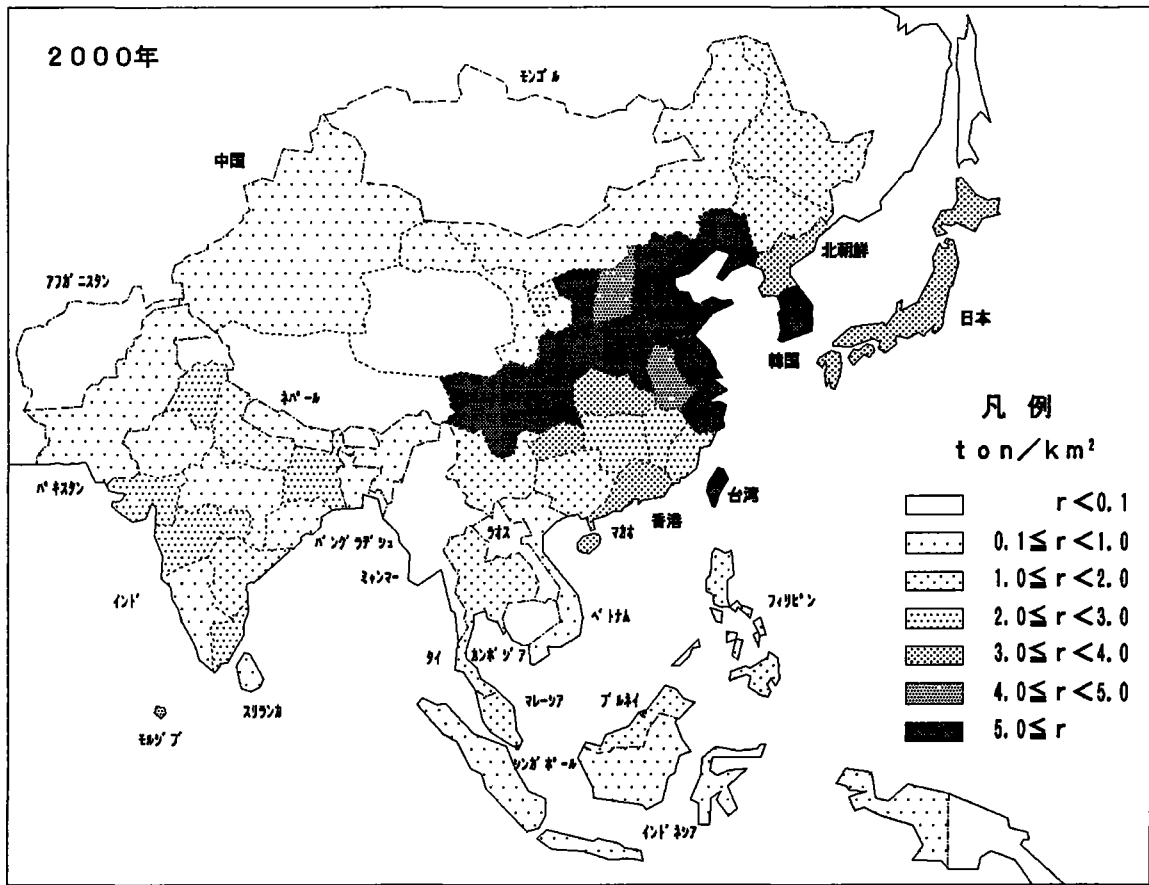 2000年
モンゴル
中国
アフガニスタン
北朝鮮
日本
韓国
ネパール
凡例
ton/km²
パキスタン
台湾
香港
マカオ
ラオス
バングラデシュ
ミャンマー
r<0.1
0.1≦r<1.0
1.0≦r<2.0
2.0≦r<3.0
3.0≦r<4.0
4.0≦r<5.0
5.0≦r
インド
フィリピン
ベトナム
タイ
カンボジア
スリランカ
マレーシア
ブルネイ
モルジブ
シンガポール
インドネシア